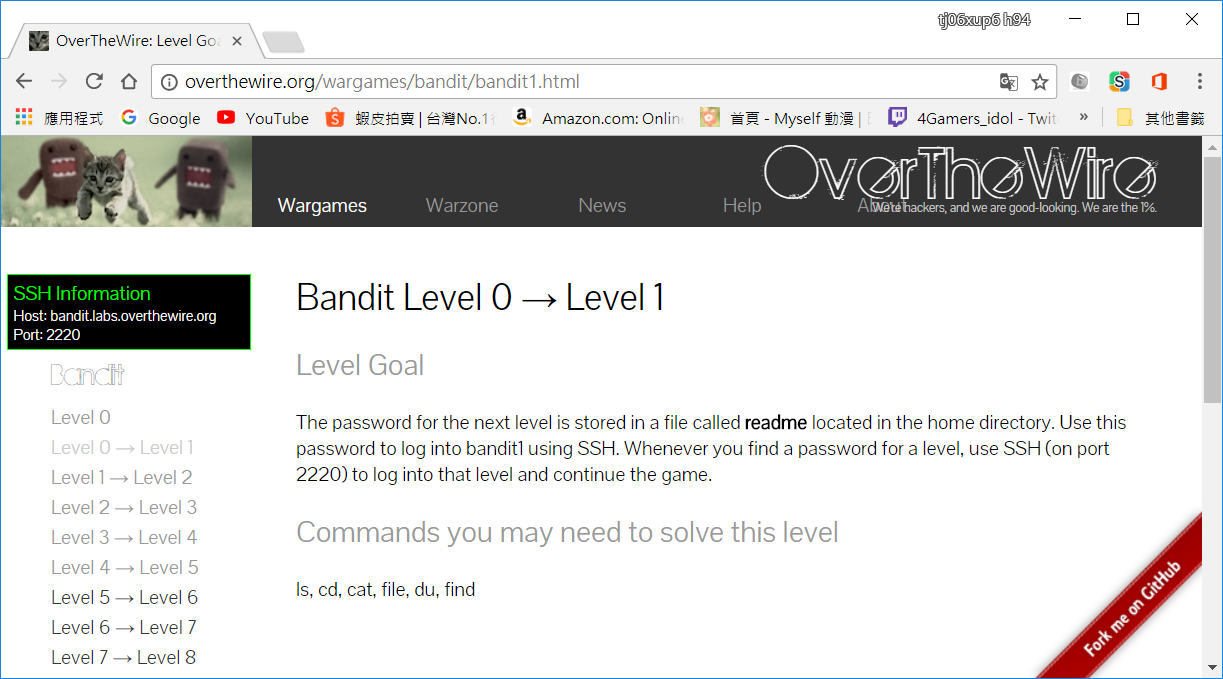 tj06xup6 h94
OverTheWire: Level Go
overthewire.org/wargames/bandit/bandit1.html
應用程式 Google YouTube 蝦皮拍賣 | 台灣No.1 Amazon.com: Onlin 首頁 - Myself 動漫 | 4Gamers_idol - Twit » 其他書籤
OverTheWire
Wargames Warzone News Help About
We're hackers, and we are good-looking. We are the 1%.
SSH Information
Host: bandit.labs.overthewire.org
Port: 2220
Bandit
Level 0
Level 0 → Level 1
Level 1 → Level 2
Level 2 → Level 3
Level 3 → Level 4
Level 4 → Level 5
Level 5 → Level 6
Level 6 → Level 7
Level 7 → Level 8
Bandit Level 0 → Level 1
Level Goal
The password for the next level is stored in a file called readme located in the home directory. Use this
password to log into bandit1 using SSH. Whenever you find a password for a level, use SSH (on port
2220) to log into that level and continue the game.
Commands you may need to solve this level
ls, cd, cat, file, du, find
Fork me on GitHub